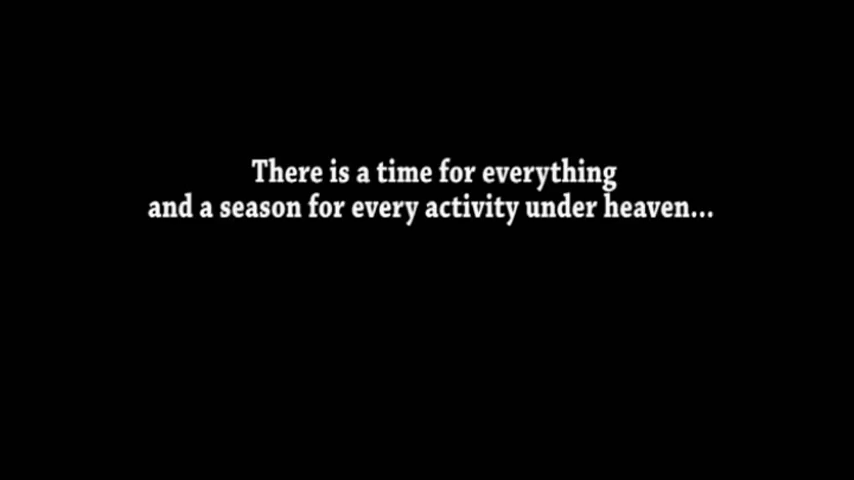 There is a time for everything
and a season for every activity under heaven...